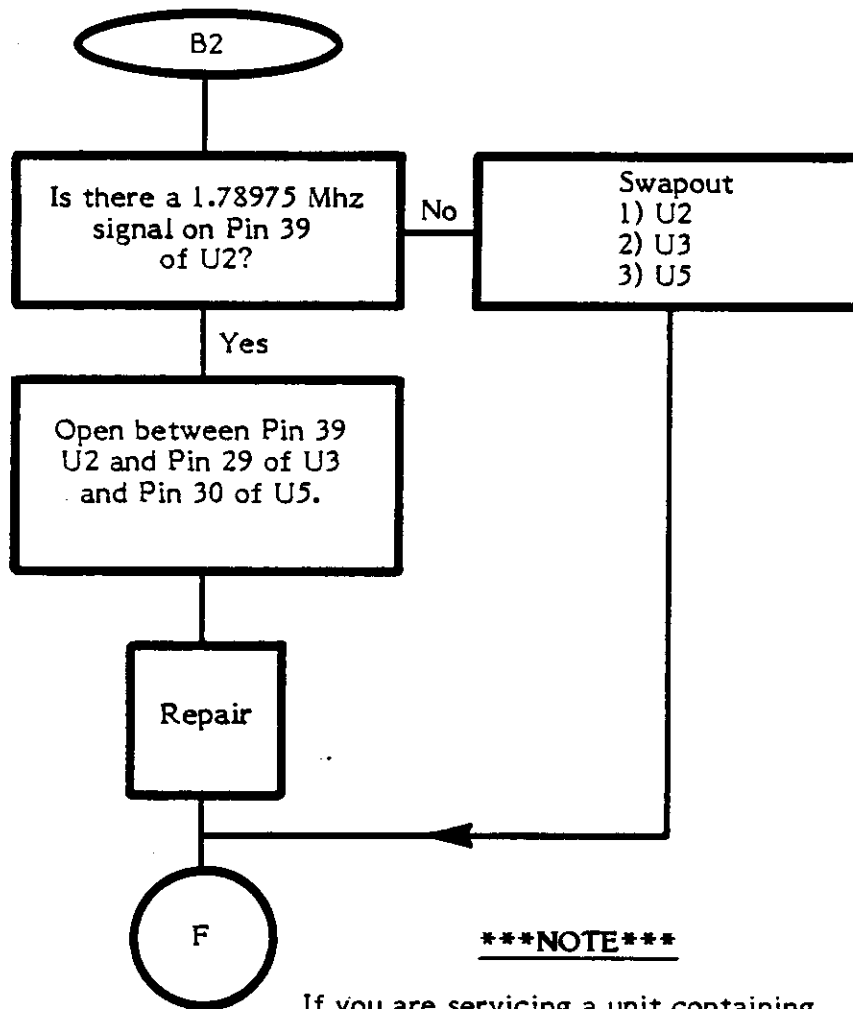 B2
Is there a 1.78975 Mhz
signal on Pin 39
of U2?
No
Swapout
1) U2
2) U3
3) U5
Yes
Open between Pin 39
U2 and Pin 29 of U3
and Pin 30 of U5.
Repair
F
***NOTE***
If you are servicing a unit containing